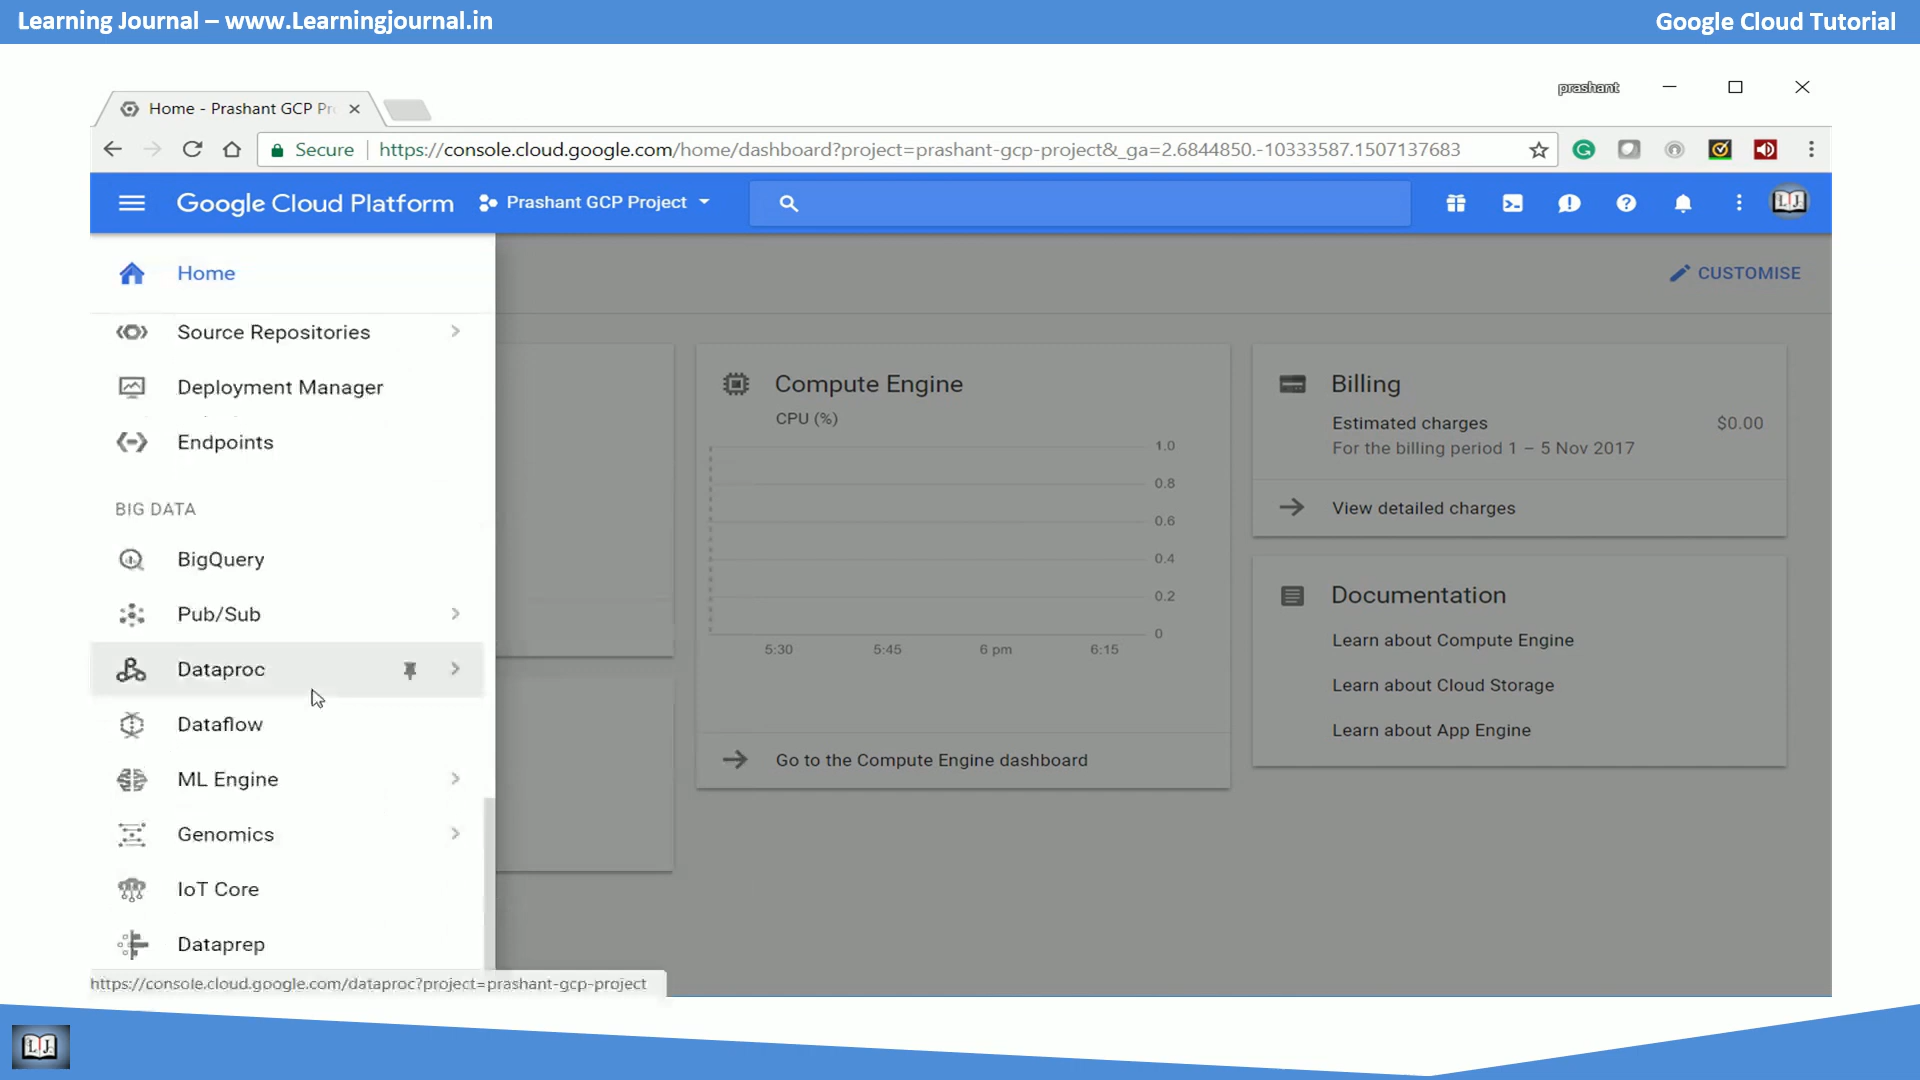 Learning Journal – www.Learningjournal.in
Google Cloud Tutorial
prashant
Home - Prashant GCP Pr
Secure
https://console.cloud.google.com/home/dashboard?project=prashant-gcp-project&_ga=2.6844850.-10333587.1507137683
Google Cloud Platform
Prashant GCP Project
LJ
Home
CUSTOMISE
Source Repositories
Deployment Manager
Endpoints
BIG DATA
BigQuery
Pub/Sub
Dataproc
Dataflow
ML Engine
Genomics
IoT Core
Dataprep
https://console.cloud.google.com/dataproc?project=prashant-gcp-project
Compute Engine
CPU (%)
1.0
0.8
0.6
0.4
0.2
0
5:30 5:45 6 pm 6:15
Go to the Compute Engine dashboard
Billing
Estimated charges $0.00
For the billing period 1 – 5 Nov 2017
View detailed charges
Documentation
Learn about Compute Engine
Learn about Cloud Storage
Learn about App Engine
LJ